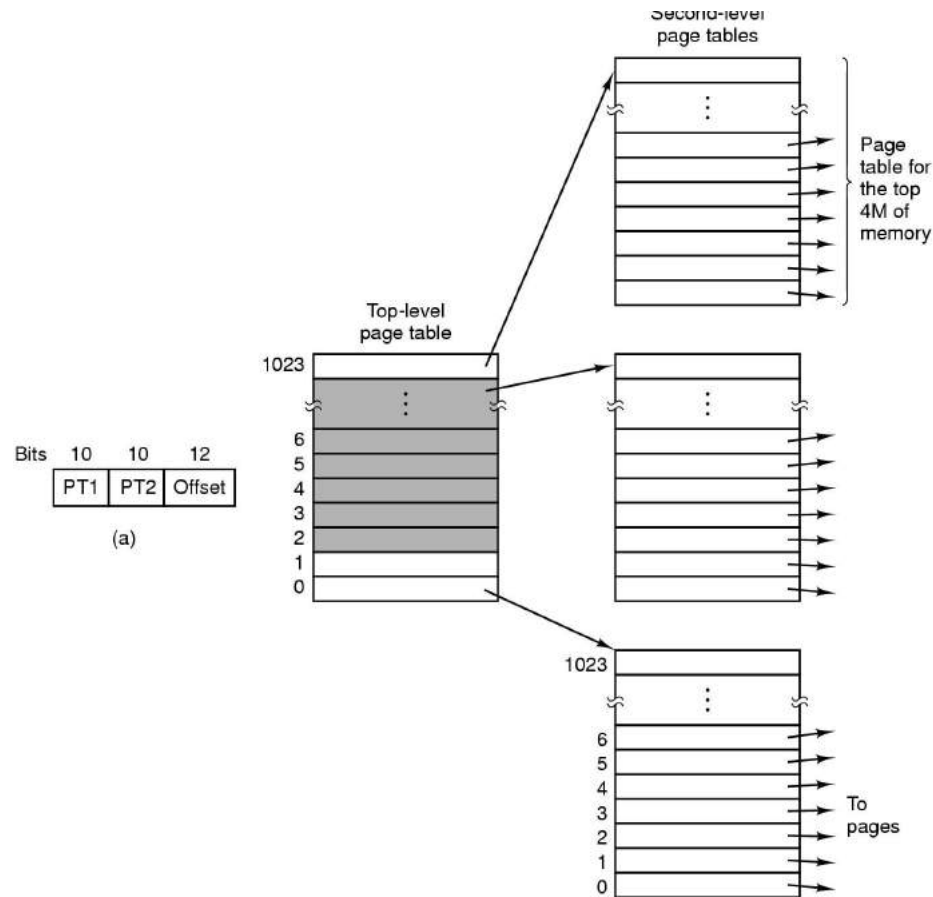 Second-level
page tables
Page
table for
the top
4M of
memory
Top-level
page table
1023
6
5
4
3
2
1
0
Bits 10 10 12
PT1 PT2 Offset
(a)
1023
6
5
4
3
2
1
0
To
pages